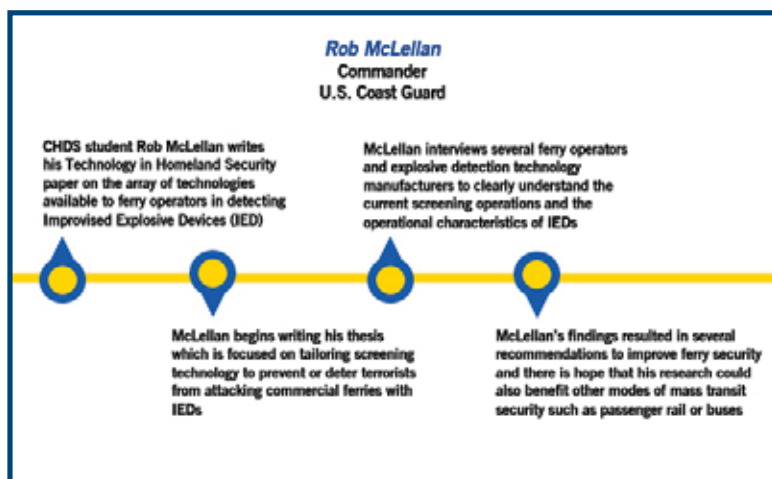 Rob McLellan
Commander
U.S. Coast Guard
CHDS student Rob McLellan writes
his Technology in Homeland Security
paper on the array of technologies
available to ferry operators in detecting
Improvised Explosive Devices (IED)
McLellan begins writing his thesis
which is focused on tailoring screening
technology to prevent or deter terrorists
from attacking commercial ferries with
IEDs
McLellan interviews several ferry operators
and explosive detection technology
manufacturers to clearly understand the
current screening operations and the
operational characteristics of IEDs
McLellan's findings resulted in several
recommendations to improve ferry security
and there is hope that his research could
also benefit other modes of mass transit
security such as passenger rail or buses